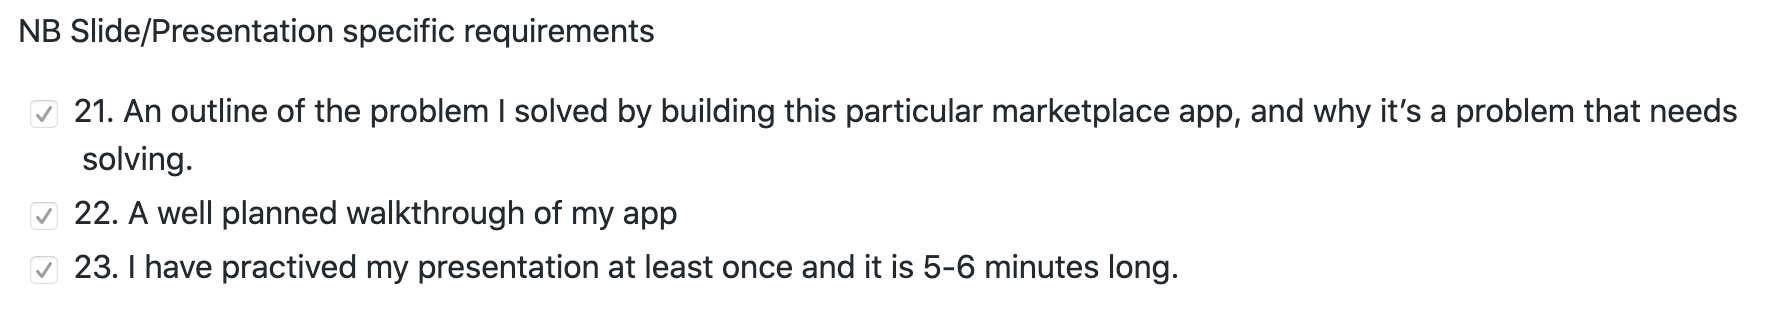 NB Slide/Presentation specific requirements
21. An outline of the problem I solved by building this particular marketplace app, and why it’s a problem that needs
solving.
22. A well planned walkthrough of my app
23. I have practived my presentation at least once and it is 5-6 minutes long.